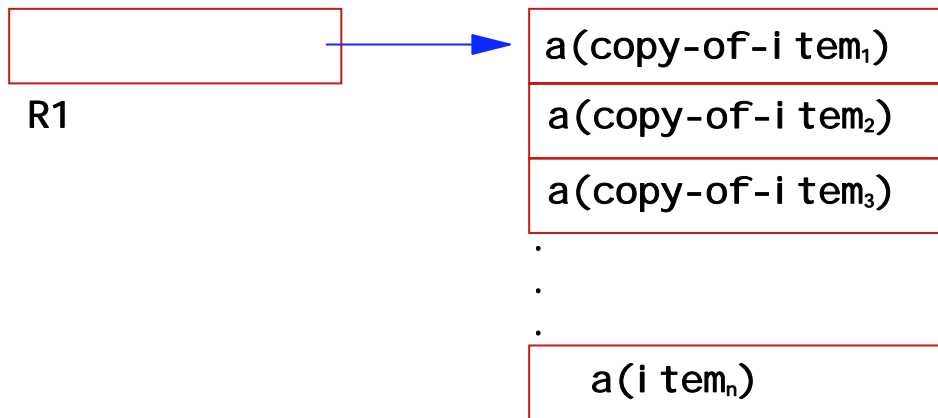 a(copy-of-item₁)
R1
a(copy-of-item₂)
a(copy-of-item₃)
.
.
.
a(itemₙ)